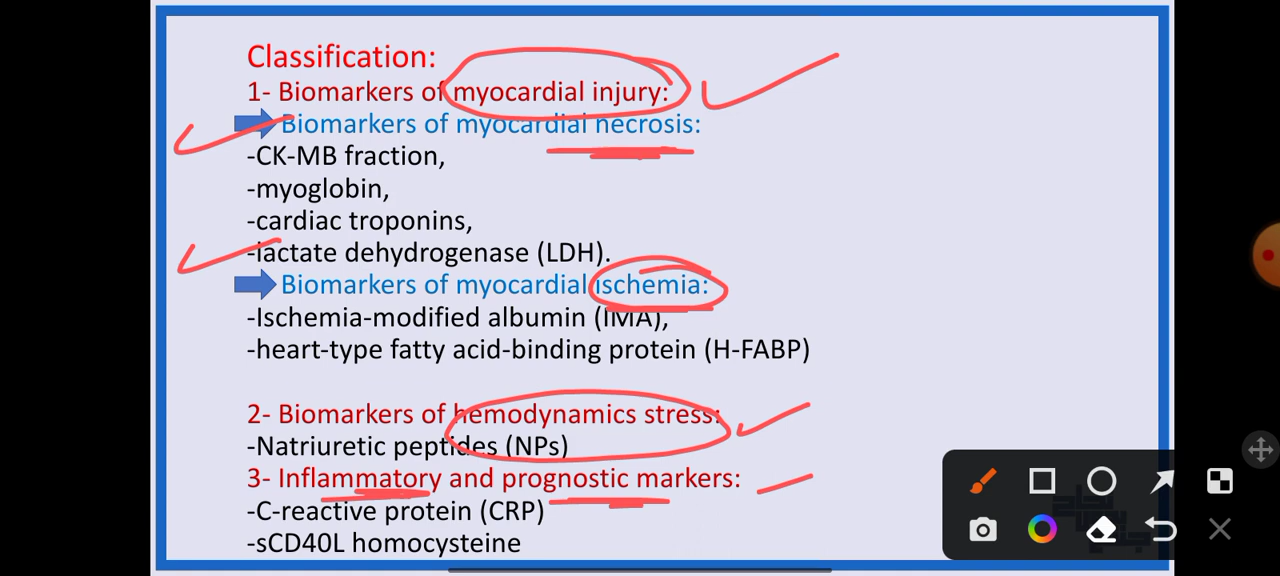 Classification:
1- Biomarkers of myocardial injury:
Biomarkers of myocardial necrosis:
-CK-MB fraction,
-myoglobin,
-cardiac troponins,
-lactate dehydrogenase (LDH).
Biomarkers of myocardial ischemia:
-Ischemia-modified albumin (IMA),
-heart-type fatty acid-binding protein (H-FABP)
2- Biomarkers of hemodynamics stress:
-Natriuretic peptides (NPs)
3- Inflammatory and prognostic markers:
-C-reactive protein (CRP)
-sCD40L homocysteine